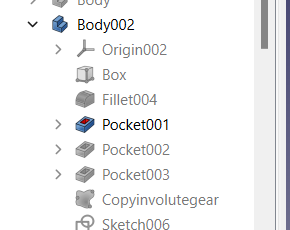 Body
Body002
Origin002
Box
Fillet004
Pocket001
Pocket002
Pocket003
Copyinvolutegear
Sketch006